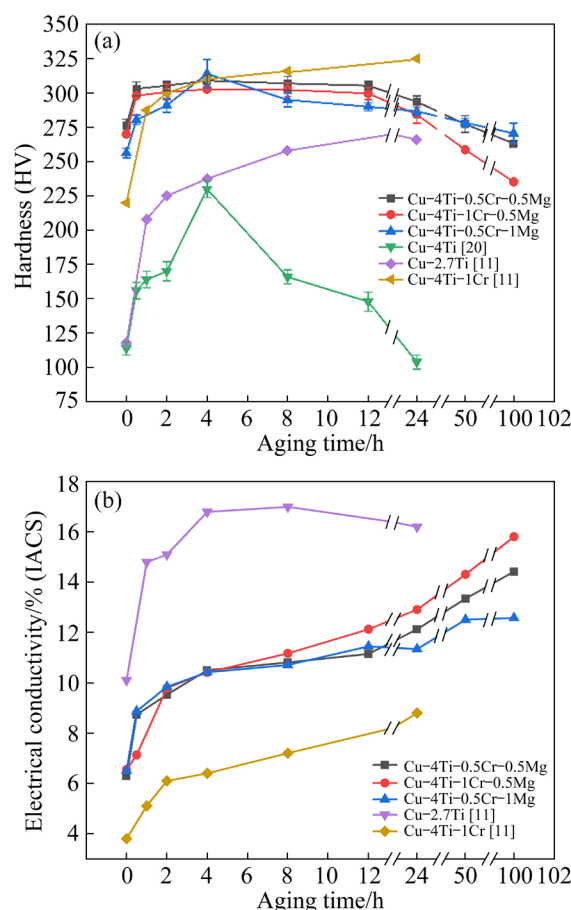 (a)
350
325
300
275
250
225
200
175
150
125
100
75
Hardness (HV)
Cu−4Ti−0.5Cr−0.5Mg
Cu−4Ti−1Cr−0.5Mg
Cu−4Ti−0.5Cr−1Mg
Cu−4Ti [20]
Cu−2.7Ti [11]
Cu−4Ti−1Cr [11]
0 2 4 6 8 10 12 24 50 100 102
Aging time/h
(b)
18
16
14
12
10
8
6
4
Electrical conductivity/% (IACS)
Cu−4Ti−0.5Cr−0.5Mg
Cu−4Ti−1Cr−0.5Mg
Cu−4Ti−0.5Cr−1Mg
Cu−2.7Ti [11]
Cu−4Ti−1Cr [11]
0 2 4 6 8 10 12 24 50 100 102
Aging time/h